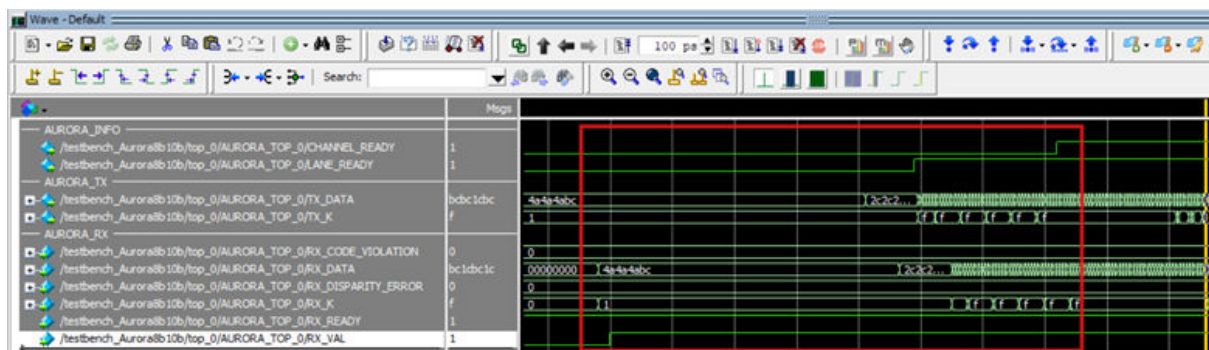 Wave - Default
100 ps
Search:
Msgs
AURORA_INFO
/testbench_Aurora8b10b/top_0/AURORA_TOP_0/CHANNEL_READY 1
/testbench_Aurora8b10b/top_0/AURORA_TOP_0/LANE_READY 1
AURORA_TX
/testbench_Aurora8b10b/top_0/AURORA_TOP_0/TX_DATA bcbc1cbc 4a4a4abc 2c2c2...
/testbench_Aurora8b10b/top_0/AURORA_TOP_0/TX_K f 1 f f f f f f
AURORA_RX
/testbench_Aurora8b10b/top_0/AURORA_TOP_0/RX_CODE_VIOLATION 0 0
/testbench_Aurora8b10b/top_0/AURORA_TOP_0/RX_DATA bc1cbc1c 00000000 4a4a4abc 2c2c2...
/testbench_Aurora8b10b/top_0/AURORA_TOP_0/RX_DISPARITY_ERROR 0 0
/testbench_Aurora8b10b/top_0/AURORA_TOP_0/RX_K f 0 1 f f f f f
/testbench_Aurora8b10b/top_0/AURORA_TOP_0/RX_READY 1
/testbench_Aurora8b10b/top_0/AURORA_TOP_0/RX_VAL 1